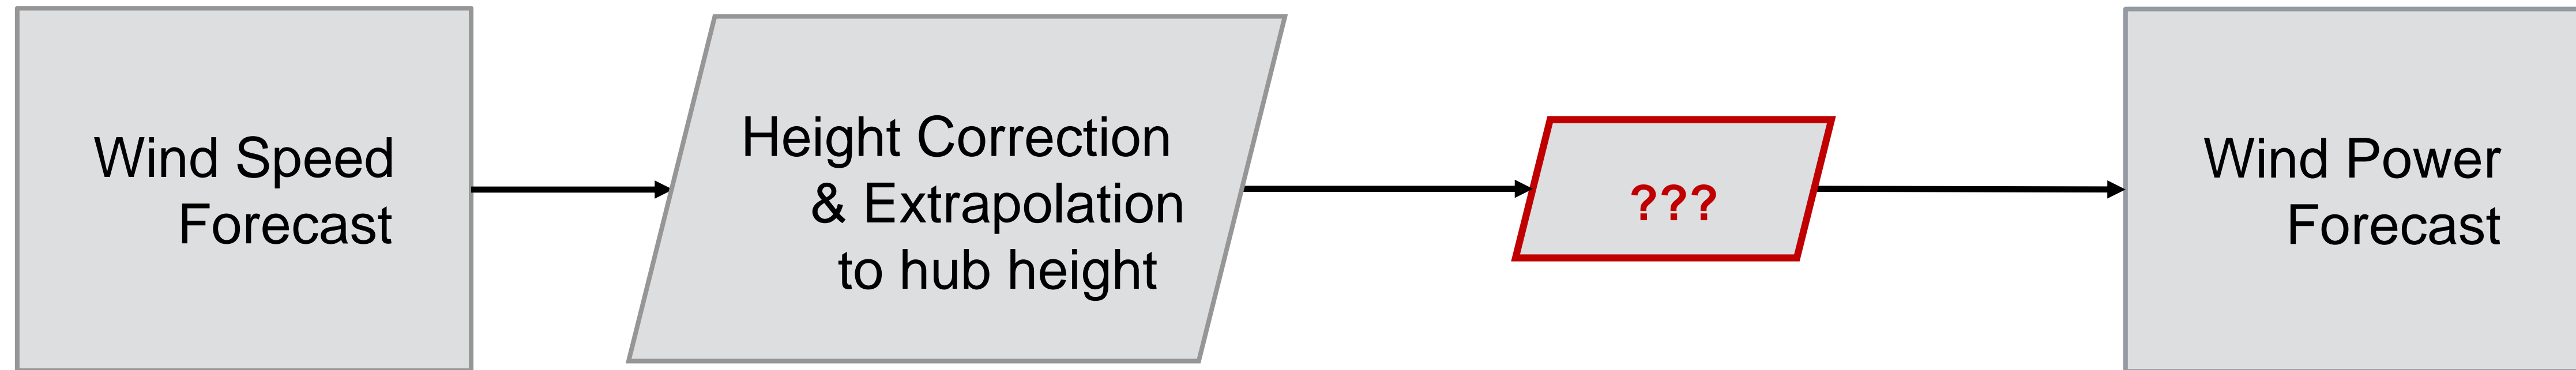 Wind Speed
Forecast
Height Correction
& Extrapolation
to hub height
???
Wind Power
Forecast